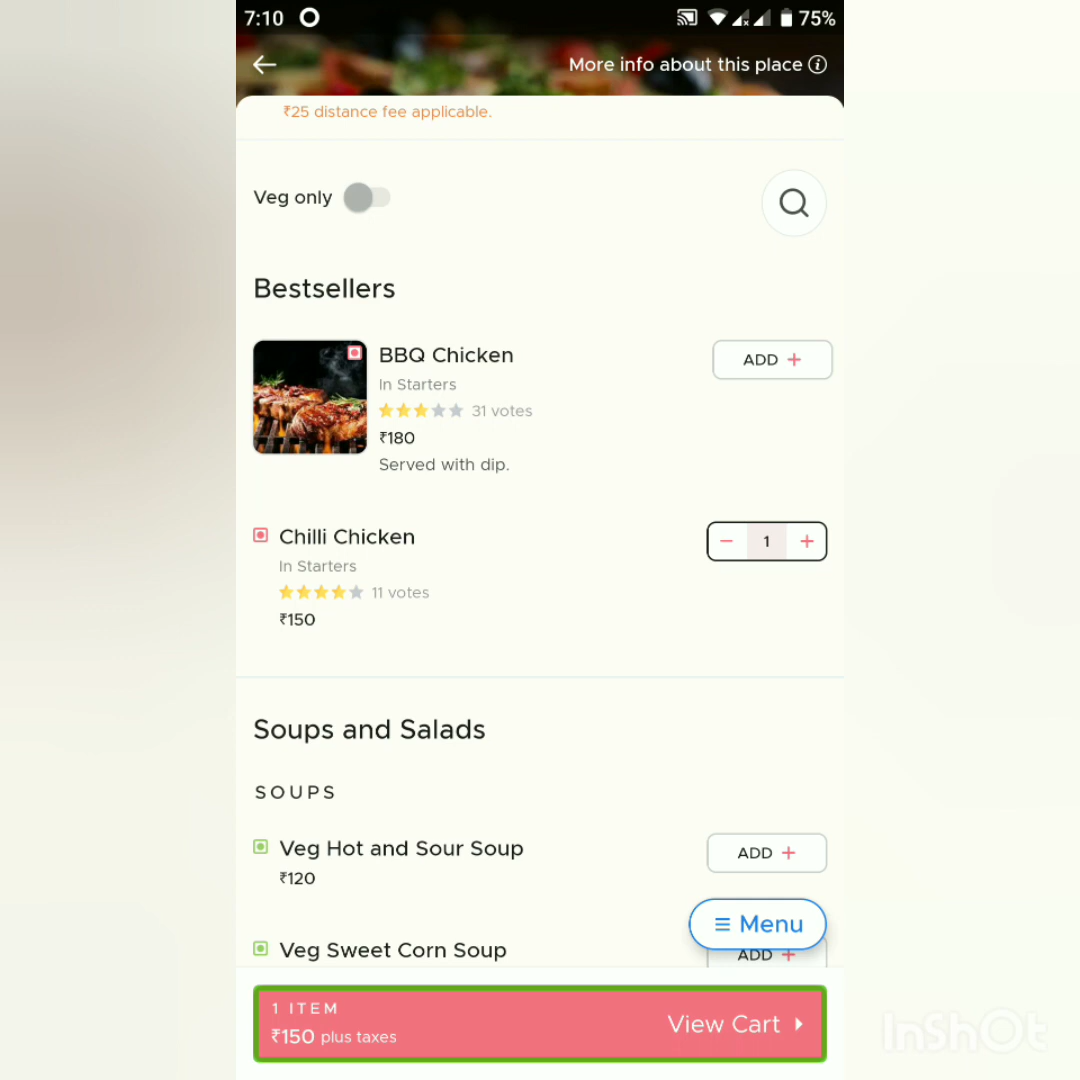 7:10 75%
More info about this place
₹25 distance fee applicable.
Veg only
Bestsellers
BBQ Chicken ADD +
In Starters
31 votes
₹180
Served with dip.
Chilli Chicken − 1 +
In Starters
11 votes
₹150
Soups and Salads
SOUPS
Veg Hot and Sour Soup ADD +
₹120
Menu
Veg Sweet Corn Soup ADD +
1 ITEM
₹150 plus taxes View Cart
InShOt